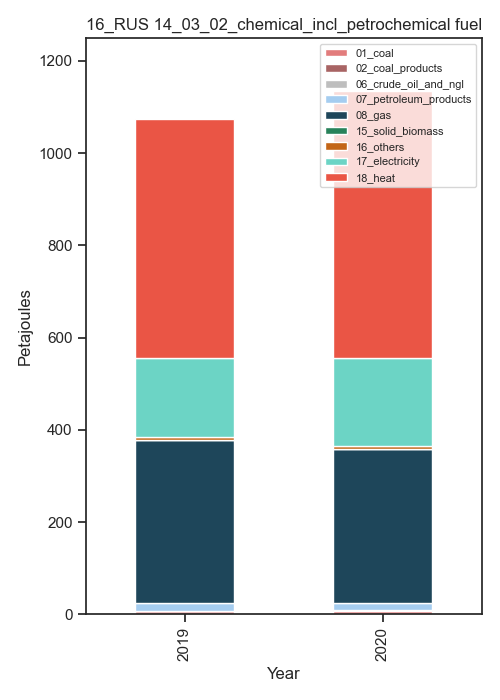 16_RUS 14_03_02_chemical_incl_petrochemical fuel
01_coal
02_coal_products
06_crude_oil_and_ngl
07_petroleum_products
08_gas
15_solid_biomass
16_others
17_electricity
18_heat
1200
1000
800
600
400
200
0
Petajoules
2019
2020
Year